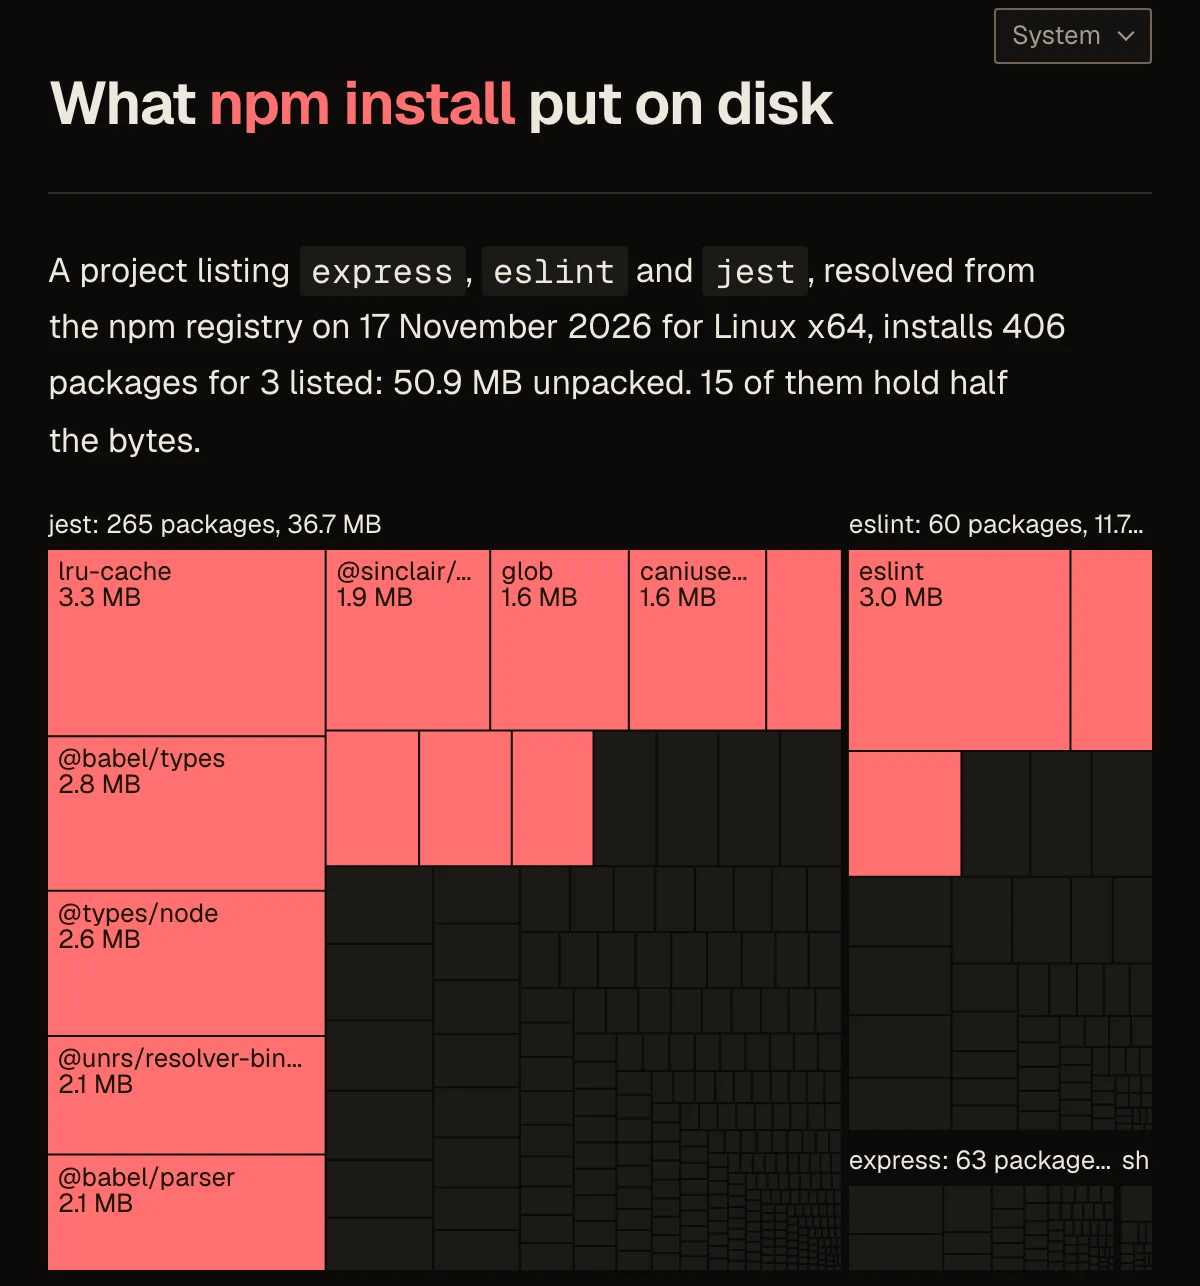 System
What npm install put on disk
A project listing express, eslint and jest, resolved from
the npm registry on 17 November 2026 for Linux x64, installs 406
packages for 3 listed: 50.9 MB unpacked. 15 of them hold half
the bytes.
jest: 265 packages, 36.7 MB
eslint: 60 packages, 11.7...
lru-cache
3.3 MB
@sinclair/...
1.9 MB
glob
1.6 MB
caniuse...
1.6 MB
eslint
3.0 MB
@babel/types
2.8 MB
@types/node
2.6 MB
@unrs/resolver-bin...
2.1 MB
@babel/parser
2.1 MB
express: 63 package...
sh